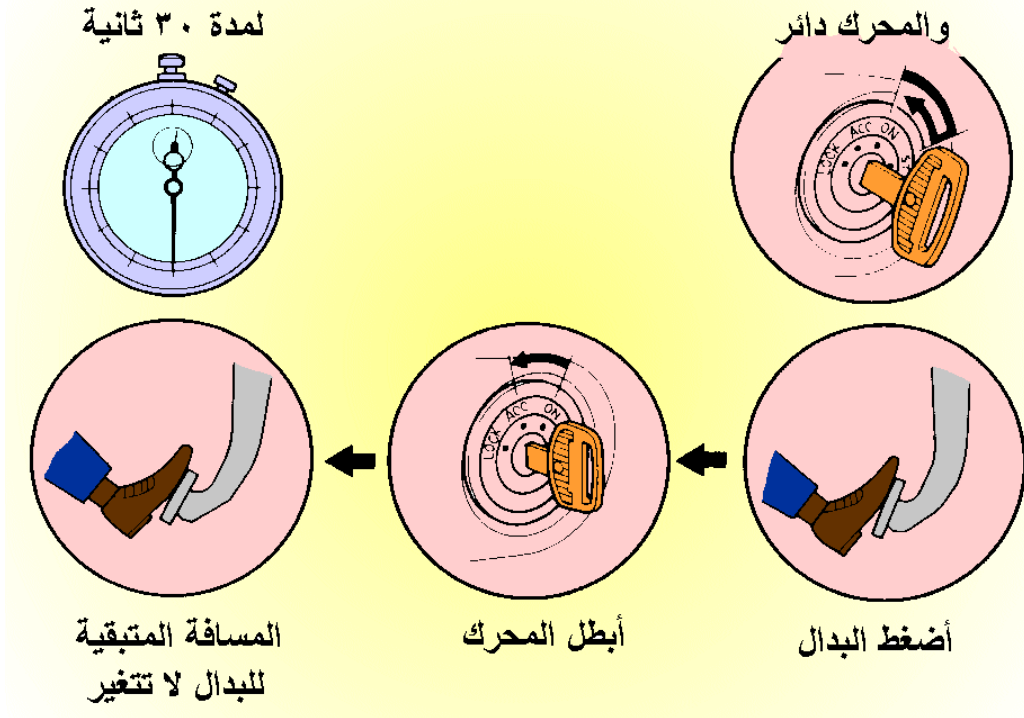 والمحرك دائر
لمدة ٣٠ ثانية
LOCK ACC ON S
LOCK ACC ON
أضغط البدال
أبطل المحرك
المسافة المتبقية
للبدال لا تتغير